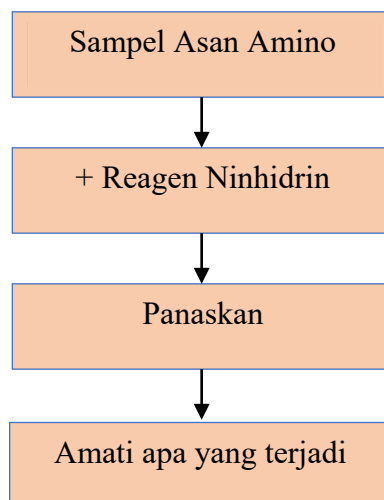 Sampel Asan Amino
+ Reagen Ninhidrin
Panaskan
Amati apa yang terjadi